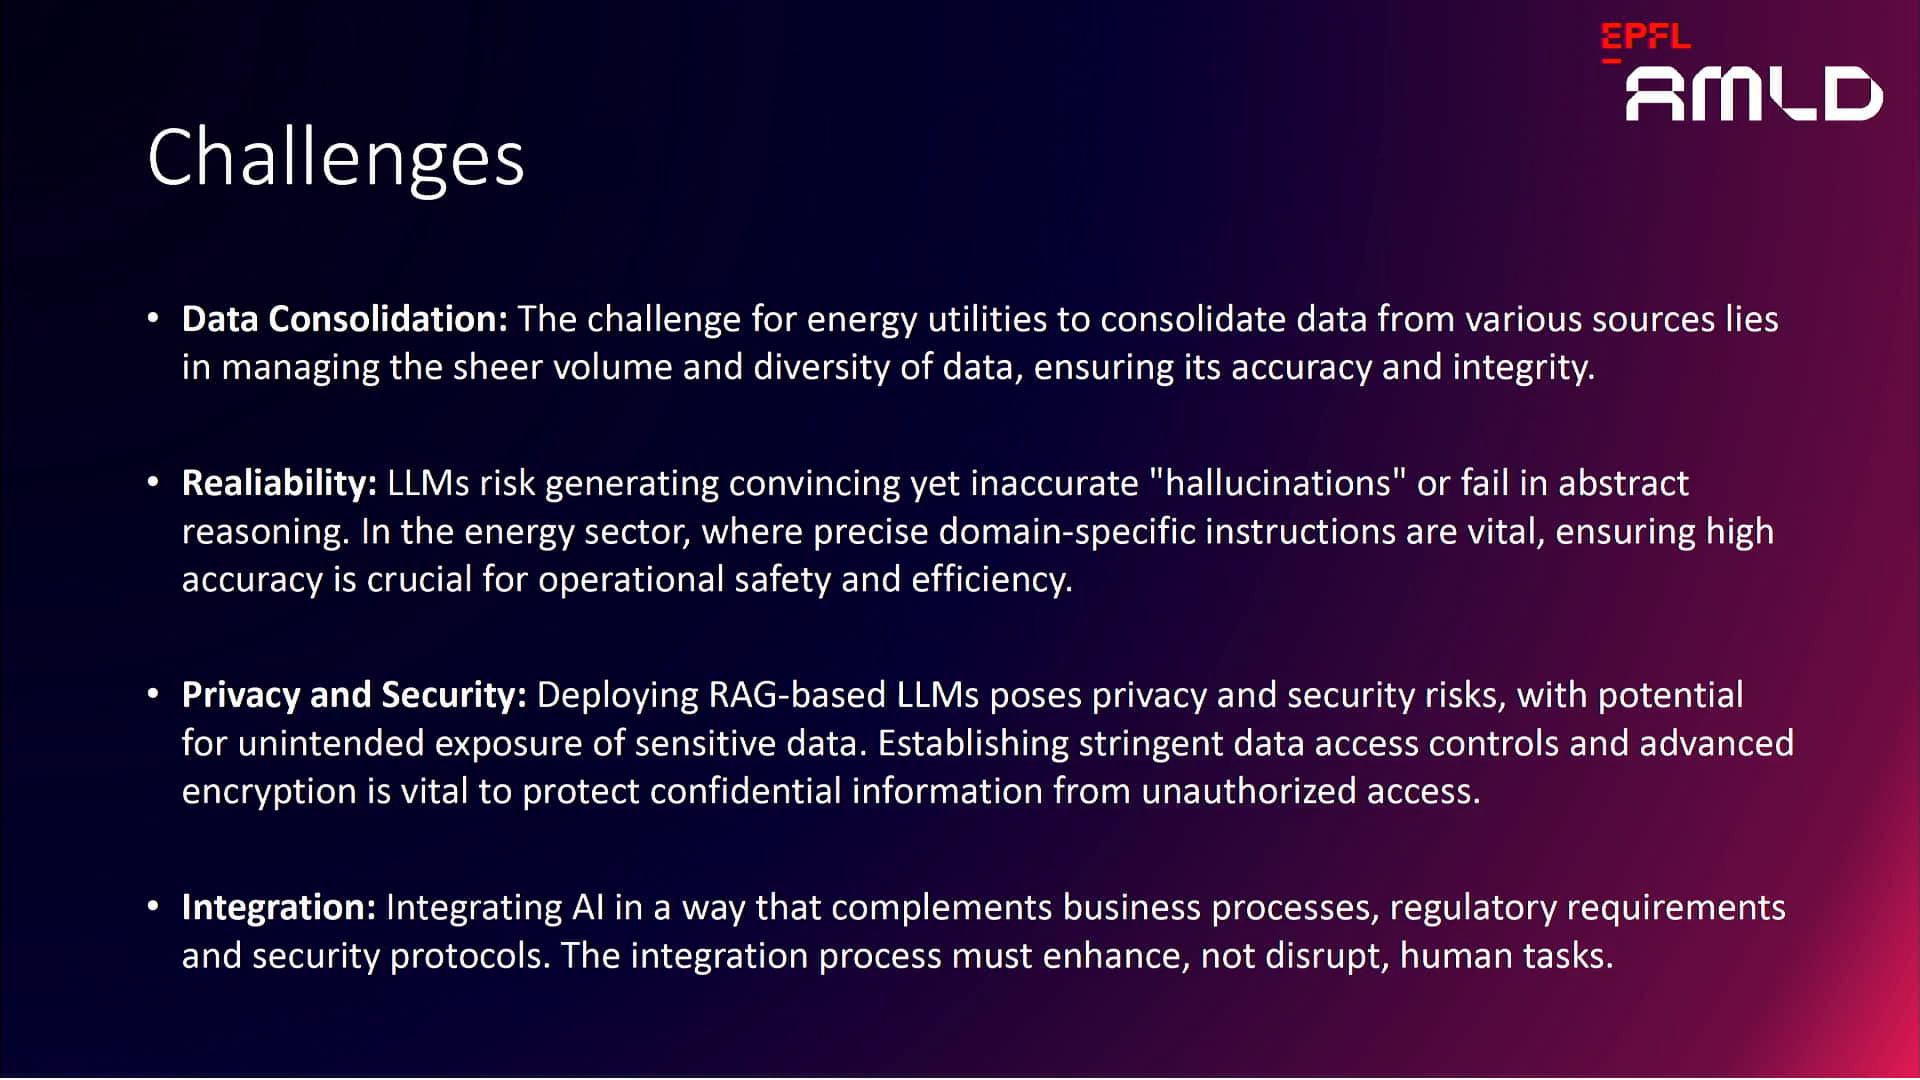 EPFL
AMLD
Challenges
• Data Consolidation: The challenge for energy utilities to consolidate data from various sources lies
in managing the sheer volume and diversity of data, ensuring its accuracy and integrity.
• Realiability: LLMs risk generating convincing yet inaccurate "hallucinations" or fail in abstract
reasoning. In the energy sector, where precise domain-specific instructions are vital, ensuring high
accuracy is crucial for operational safety and efficiency.
• Privacy and Security: Deploying RAG-based LLMs poses privacy and security risks, with potential
for unintended exposure of sensitive data. Establishing stringent data access controls and advanced
encryption is vital to protect confidential information from unauthorized access.
• Integration: Integrating AI in a way that complements business processes, regulatory requirements
and security protocols. The integration process must enhance, not disrupt, human tasks.